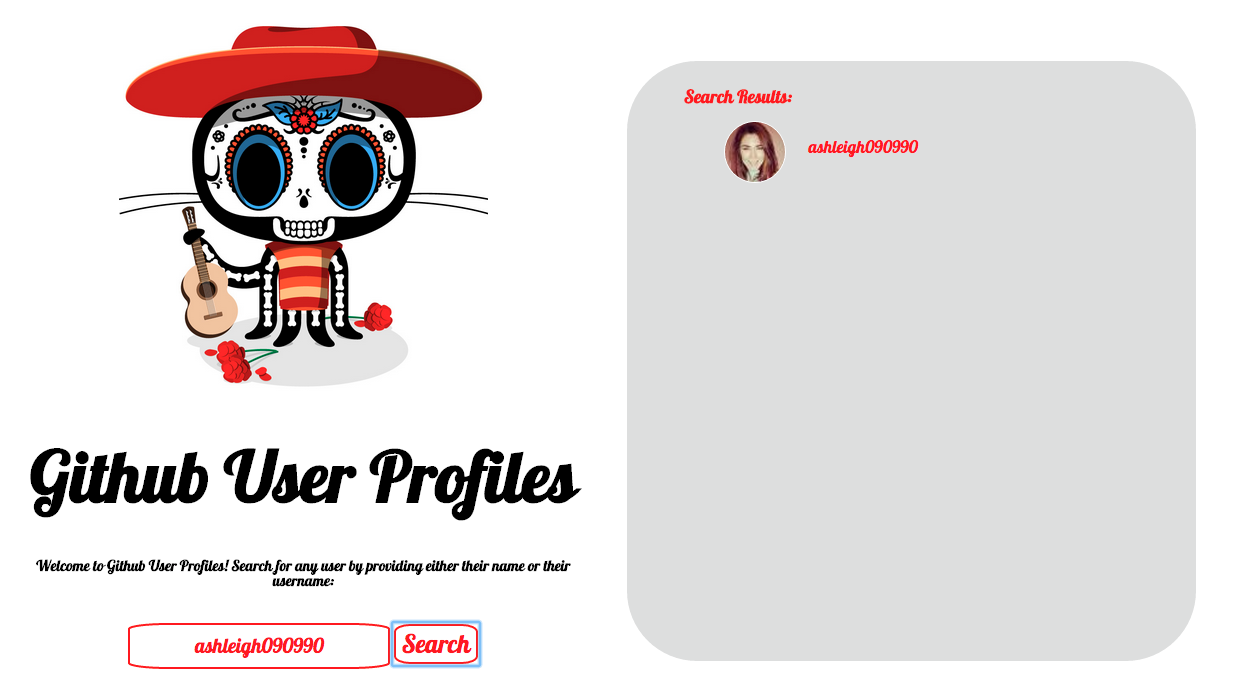 Github User Profiles
Welcome to Github User Profiles! Search for any user by providing either their name or their
username:
ashleigh090990
Search
Search Results:
ashleigh090990